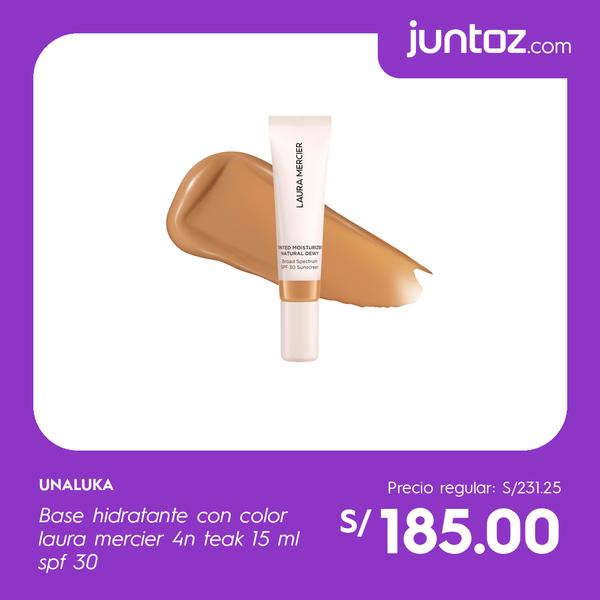 juntoz.com
LAURA MERCIER
TINTED MOISTURIZER
NATURAL DEWY
Broad Spectrum
SPF 30 Sunscreen
UNALUKA
Base hidratante con color
laura mercier 4n teak 15 ml
spf 30
Precio regular: S/231.25
S/185.00